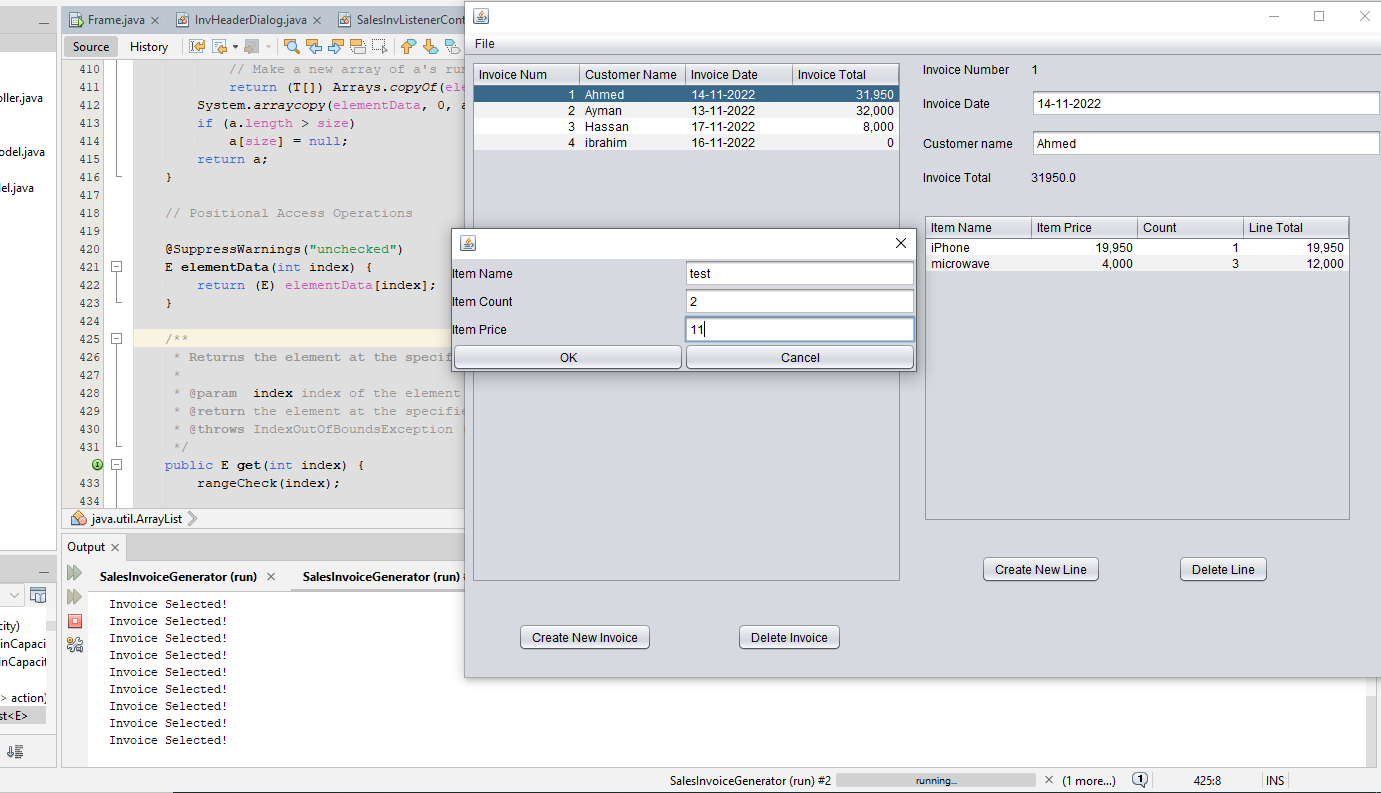 Frame.java
InvHeaderDialog.java
SalesInvListenerCont
Source
History
410 // Make a new array of a's ru
411 return (T[]) Arrays.copyOf(el
412 System.arraycopy(elementData, 0, a
413 if (a.length > size)
414 a[size] = null;
415 return a;
416 }
417
418 // Positional Access Operations
419
420 @SuppressWarnings("unchecked")
421 E elementData(int index) {
422 return (E) elementData[index];
423 }
424
425 /**
426 * Returns the element at the specif
427 *
428 * @param index index of the element
429 * @return the element at the specifie
430 * @throws IndexOutOfBoundsException
431 */
public E get(int index) {
433 rangeCheck(index);
434
java.util.ArrayList
oller.java
odel.java
el.java
city)
inCapaci
nCapacit
> action)
st<E>
Output
SalesInvoiceGenerator (run)
SalesInvoiceGenerator (run)
Invoice Selected!
Invoice Selected!
Invoice Selected!
Invoice Selected!
Invoice Selected!
Invoice Selected!
Invoice Selected!
Invoice Selected!
Invoice Selected!
File
Invoice Num Customer Name Invoice Date Invoice Total
1 Ahmed 14-11-2022 31,950
2 Ayman 13-11-2022 32,000
3 Hassan 17-11-2022 8,000
4 ibrahim 16-11-2022 0
Invoice Number 1
Invoice Date 14-11-2022
Customer name Ahmed
Invoice Total 31950.0
Item Name Item Price Count Line Total
iPhone 19,950 1 19,950
microwave 4,000 3 12,000
Item Name test
Item Count 2
Item Price 11
OK Cancel
Create New Line Delete Line
Create New Invoice Delete Invoice
SalesInvoiceGenerator (run) #2 running... (1 more...) 1 425:8 INS